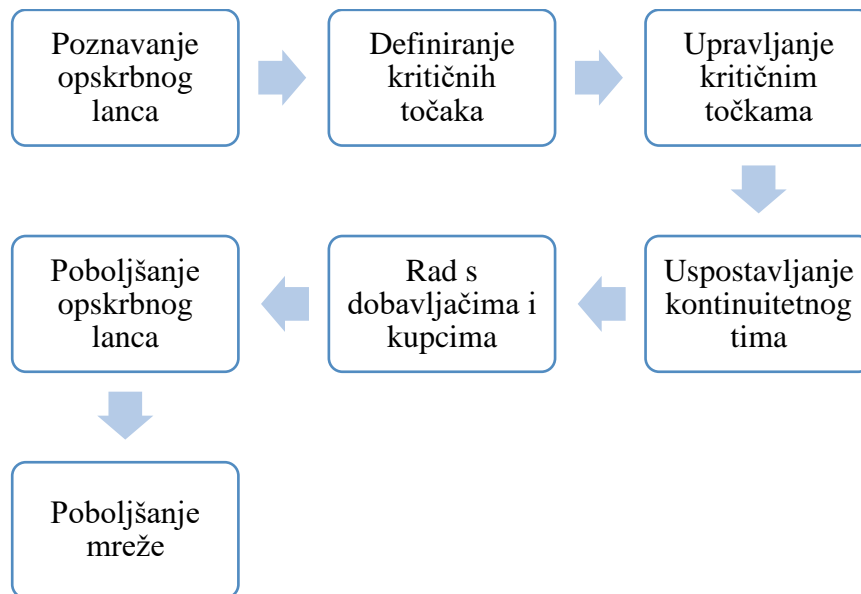 Poznavanje
opskrbnog
lanca
Definiranje
kritičnih
točaka
Upravljanje
kritičnim
točkama
Uspostavljanje
kontinuitetnog
tima
Rad s
dobavljačima i
kupcima
Poboljšanje
opskrbnog
lanca
Poboljšanje
mreže